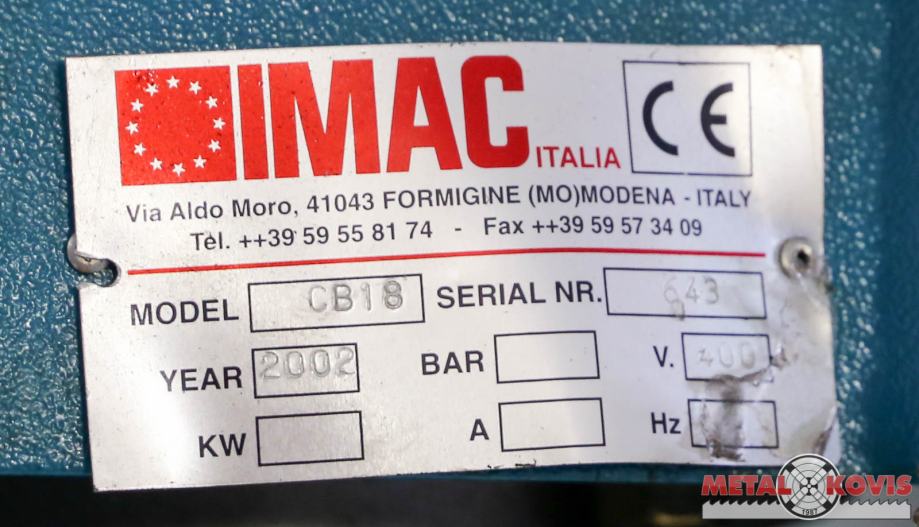 IMAC ITALIA CE
Via Aldo Moro, 41043 FORMIGINE (MO)MODENA - ITALY
Tel. ++39 59 55 81 74 - Fax ++39 59 57 34 09
MODEL CB18 SERIAL NR. 643
YEAR 2002 BAR V. 400
KW A Hz
METAL KOVIS
1987